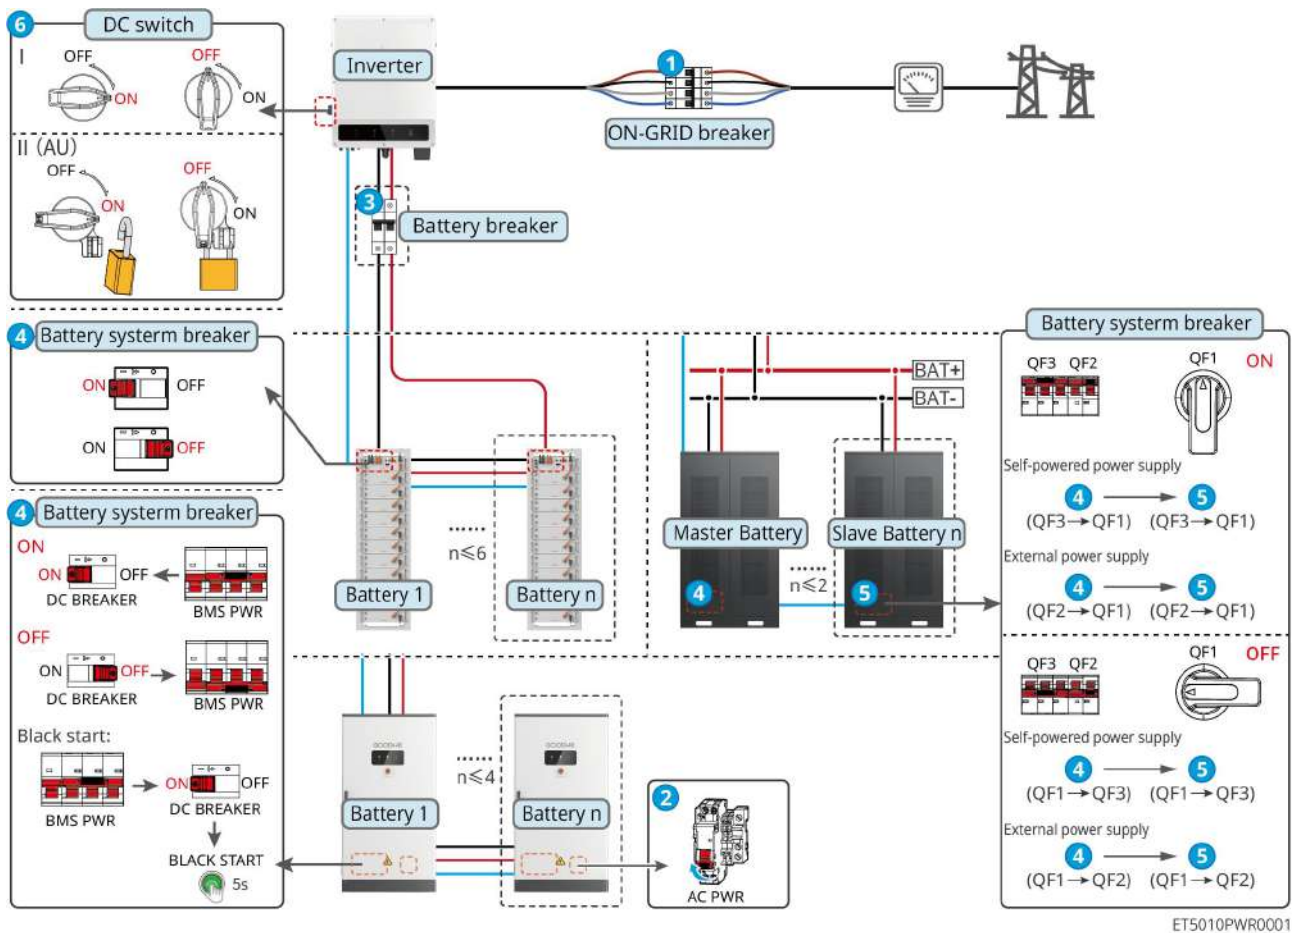 6 DC switch
I
OFF
ON
OFF
ON
II (AU)
OFF
ON
OFF
ON
Inverter
1
ON-GRID breaker
3
Battery breaker
4 Battery systerm breaker
ON OFF
ON OFF
4 Battery systerm breaker
ON
ON OFF
DC BREAKER
BMS PWR
OFF
ON OFF
DC BREAKER
BMS PWR
Black start:
BMS PWR
ON OFF
DC BREAKER
BLACK START
5s
Battery 1
......
n≤6
Battery n
BAT+
BAT-
Master Battery
4
......
n≤2
Slave Battery n
5
GOODWE
Battery 1
......
n≤4
GOODWE
Battery n
2
AC PWR
Battery systerm breaker
QF3 QF2
QF1
ON
Self-powered power supply
4 → 5
(QF3→QF1) (QF3→QF1)
External power supply
4 → 5
(QF2→QF1) (QF2→QF1)
QF3 QF2
QF1
OFF
Self-powered power supply
4 → 5
(QF1→QF3) (QF1→QF3)
External power supply
4 → 5
(QF1→QF2) (QF1→QF2)
ET5010PWR0001